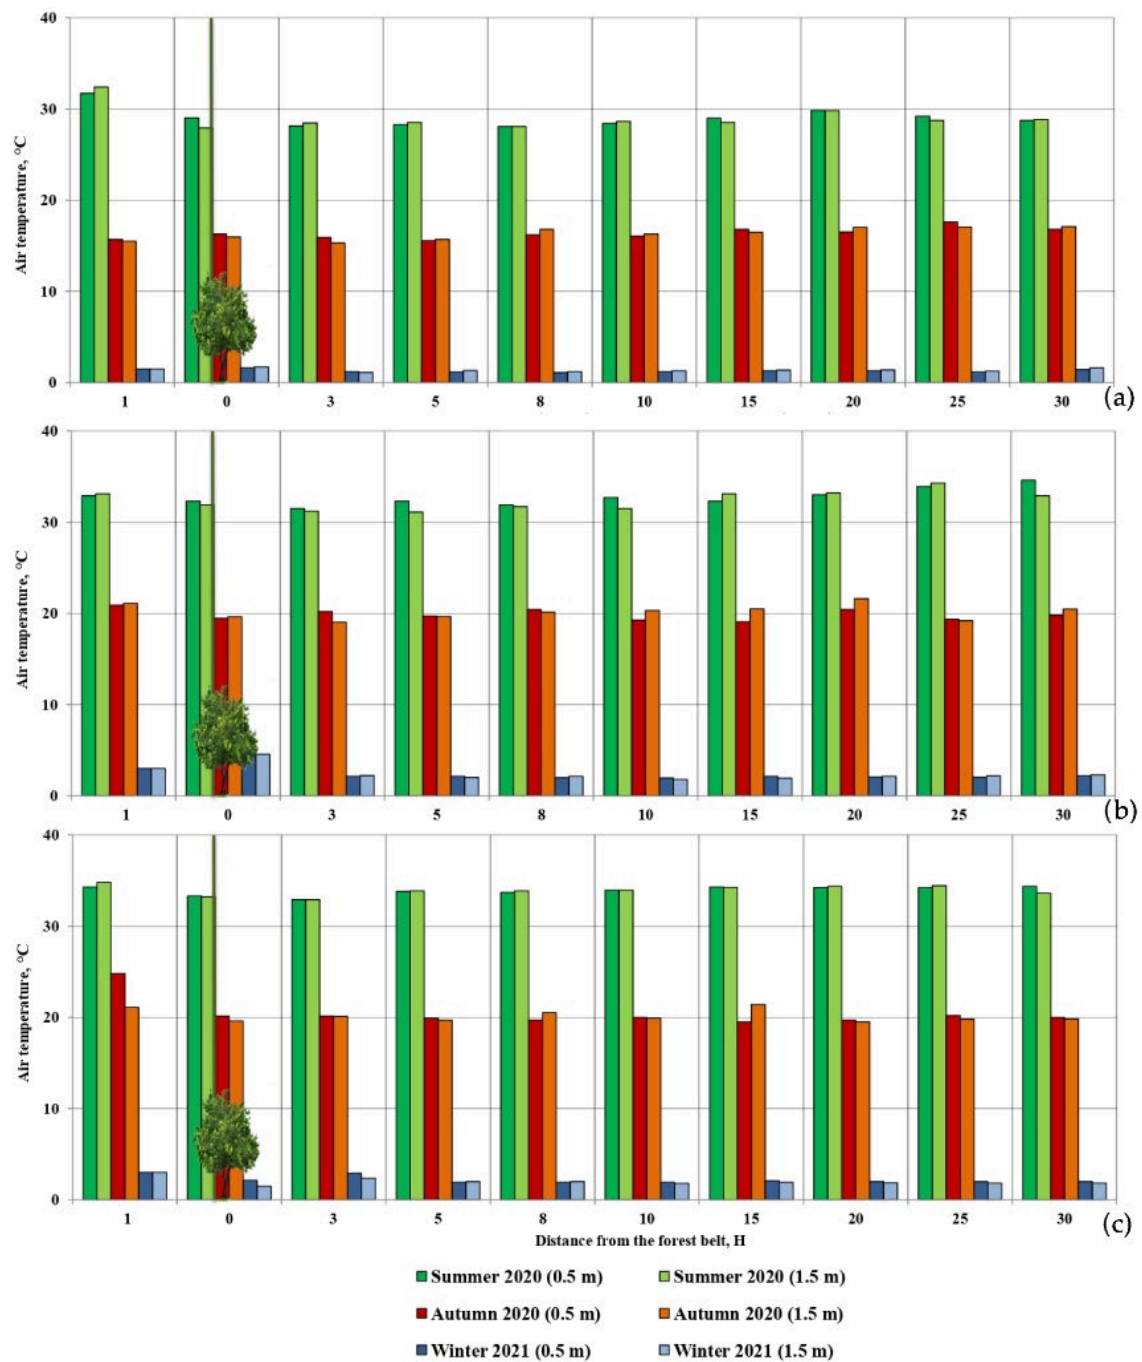 40
30
20
10
0
Air temperature, °C
1 0 3 5 8 10 15 20 25 30
(a)
40
30
20
10
0
Air temperature, °C
1 0 3 5 8 10 15 20 25 30
(b)
40
30
20
10
0
Air temperature, °C
1 0 3 5 8 10 15 20 25 30
(c)
Distance from the forest belt, H
Summer 2020 (0.5 m) Summer 2020 (1.5 m)
Autumn 2020 (0.5 m) Autumn 2020 (1.5 m)
Winter 2021 (0.5 m) Winter 2021 (1.5 m)